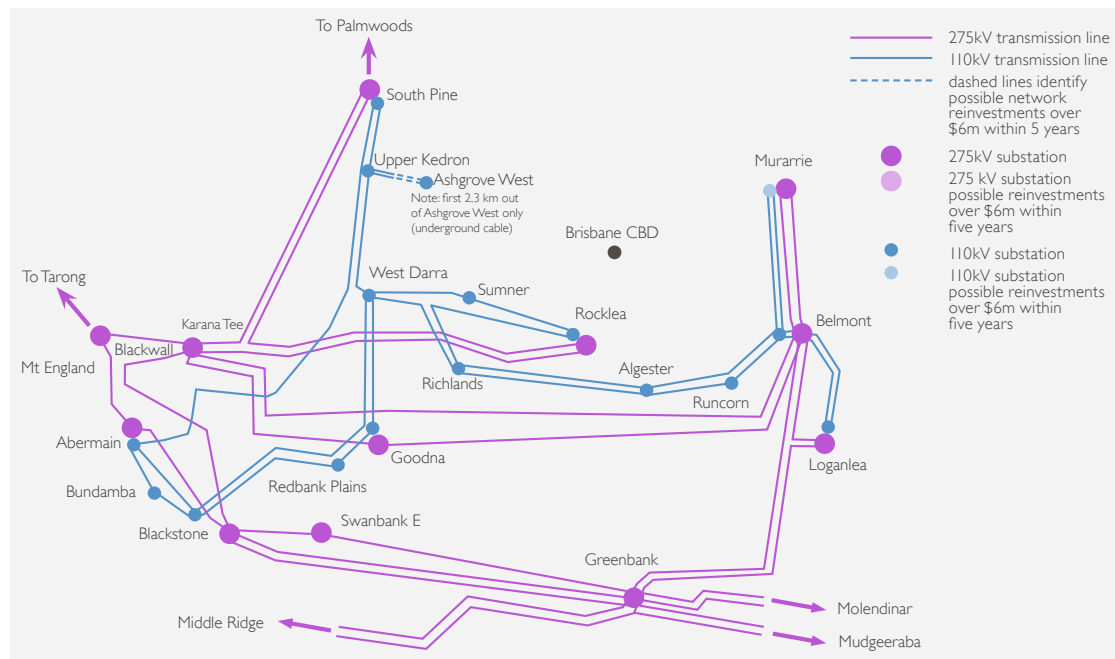 To Palmwoods
South Pine
Upper Kedron
Ashgrove West
Note: first 2.3 km out
of Ashgrove West only
(underground cable)
275kV transmission line
110kV transmission line
dashed lines identify
possible network
reinvestments over
$6m within 5 years
275kV substation
275 kV substation
possible reinvestments
over $6m within
five years
110kV substation
110kV substation
possible reinvestments
over $6m within
five years
Murarrie
Brisbane CBD
To Tarong
West Darra
Sumner
Rocklea
Karana Tee
Blackwall
Mt England
Belmont
Richlands
Algester
Runcorn
Abermain
Goodna
Loganlea
Bundamba
Redbank Plains
Blackstone
Swanbank E
Greenbank
Middle Ridge
Molendinar
Mudgeeraba